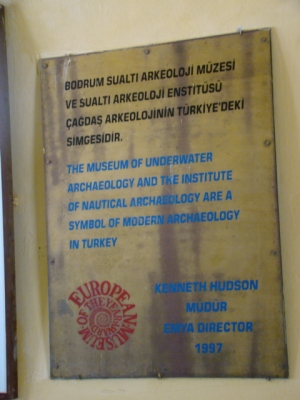 BODRUM SUALTI ARKEOLOJİ MÜZESİ
VE SUALTI ARKEOLOJİ ENSTİTÜSÜ
ÇAĞDAŞ ARKEOLOJİNİN TÜRKİYE'DEKİ
SİMGESİDİR.
THE MUSEUM OF UNDERWATER
ARCHAEOLOGY AND THE INSTITUTE
OF NAUTICAL ARCHAEOLOGY ARE A
SYMBOL OF MODERN ARCHAEOLOGY
IN TURKEY
EUROPEAN MUSEUM
OF THE YEAR AWARD
KENNETH HUDSON
MÜDÜR
EMYA DIRECTOR
1997